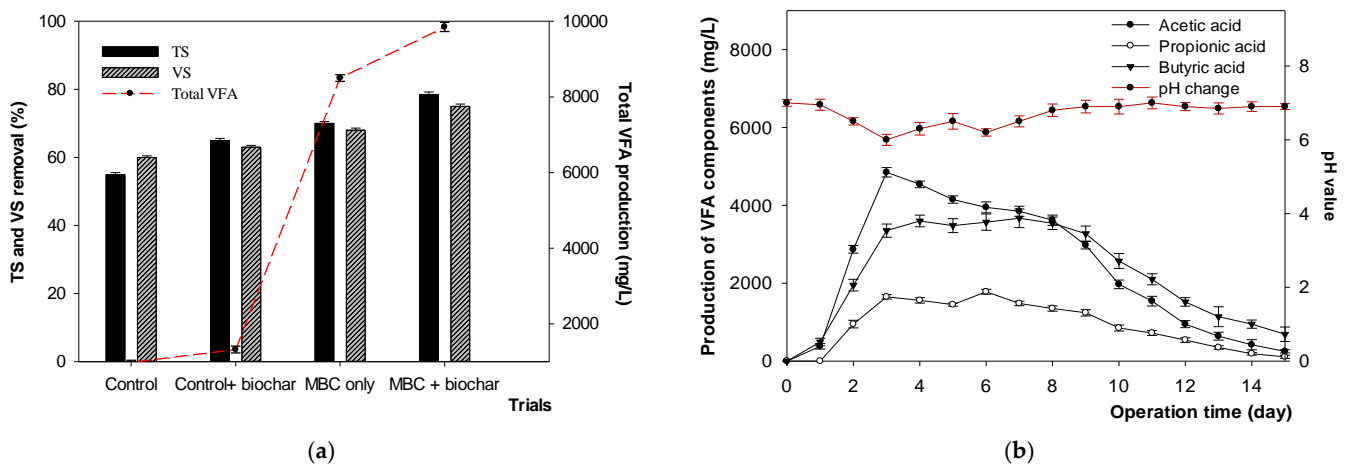 TS and VS removal (%)
100
80
60
40
20
0
TS
VS
Total VFA
10000
8000
6000
4000
2000
Total VFA production (mg/L)
Control
Control+ biochar
MBC only
MBC + biochar
Trials
(a)
Production of VFA components (mg/L)
8000
6000
4000
2000
0
Acetic acid
Propionic acid
Butyric acid
pH change
8
6
4
2
0
pH value
0 2 4 6 8 10 12 14
Operation time (day)
(b)